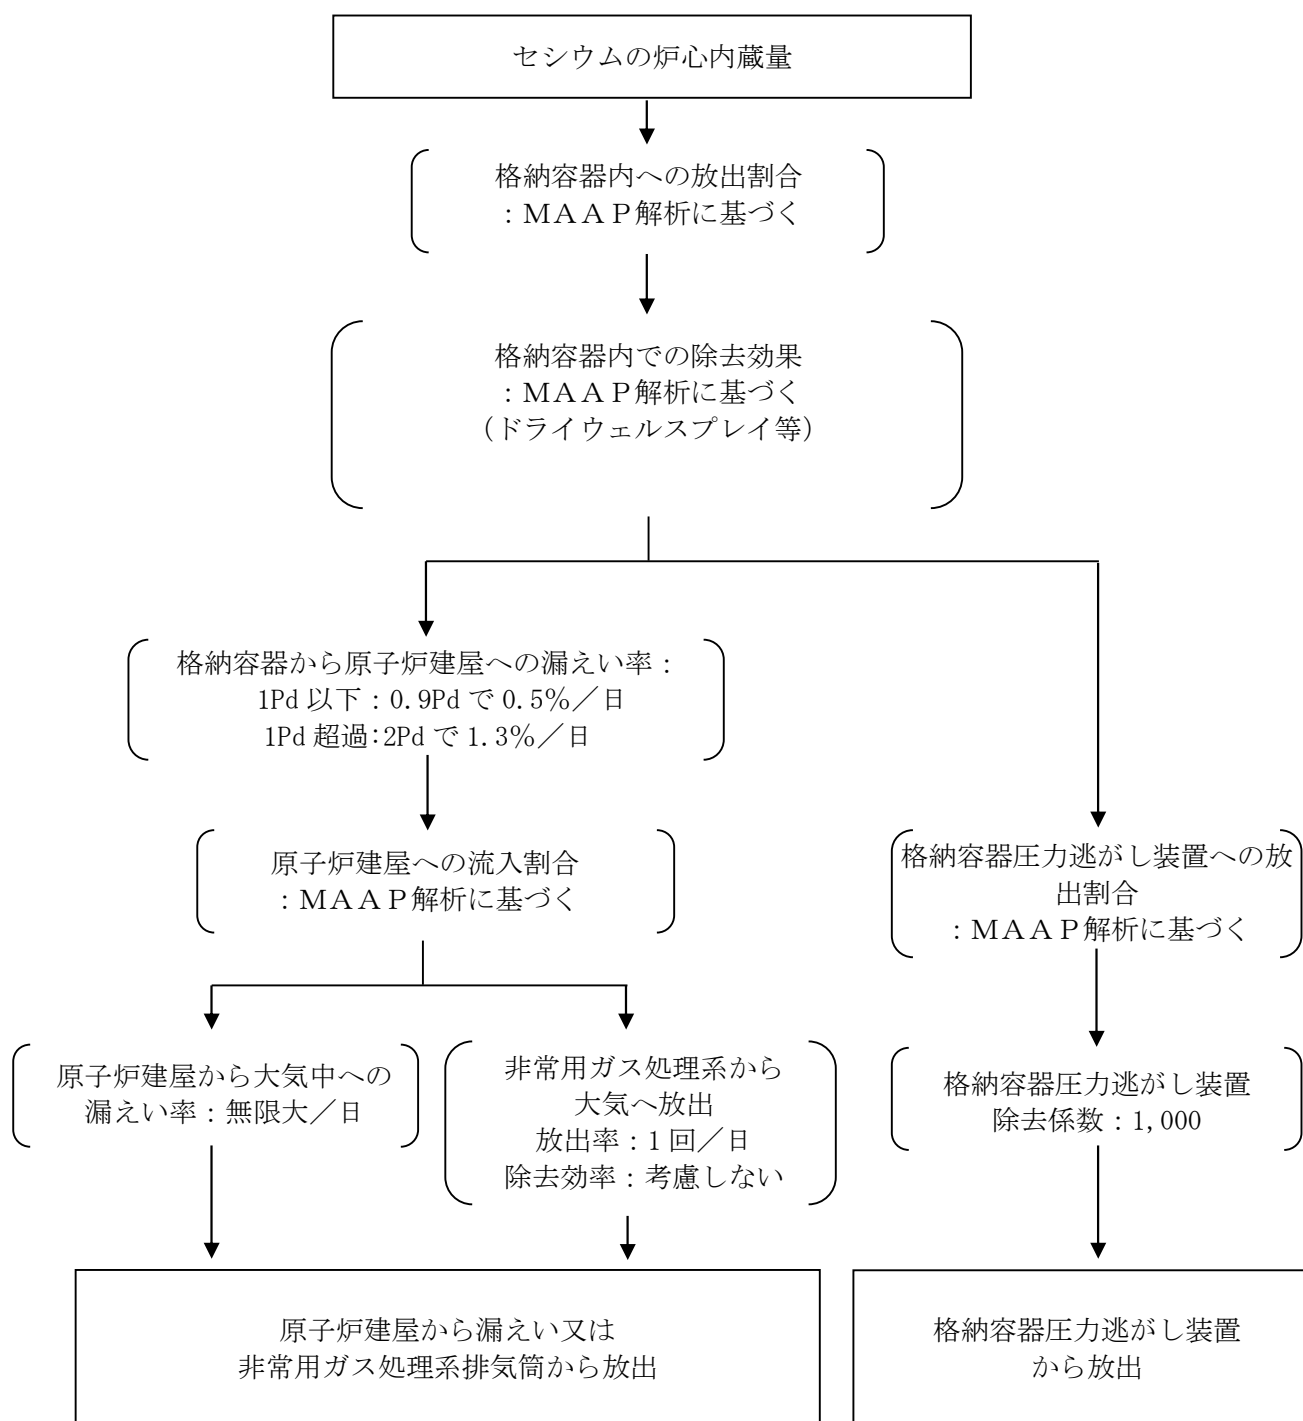 セシウムの炉心内蔵量
格納容器内への放出割合
：ＭＡＡＰ解析に基づく
格納容器内での除去効果
：ＭＡＡＰ解析に基づく
（ドライウェルスプレイ等）
格納容器から原子炉建屋への漏えい率：
1Pd 以下：0.9Pd で 0.5％／日
1Pd 超過：2Pd で 1.3％／日
原子炉建屋への流入割合
：ＭＡＡＰ解析に基づく
格納容器圧力逃がし装置への放
出割合
：ＭＡＡＰ解析に基づく
原子炉建屋から大気中への
漏えい率：無限大／日
非常用ガス処理系から
大気へ放出
放出率：1 回／日
除去効率：考慮しない
格納容器圧力逃がし装置
除去係数：1,000
原子炉建屋から漏えい又は
非常用ガス処理系排気筒から放出
格納容器圧力逃がし装置
から放出